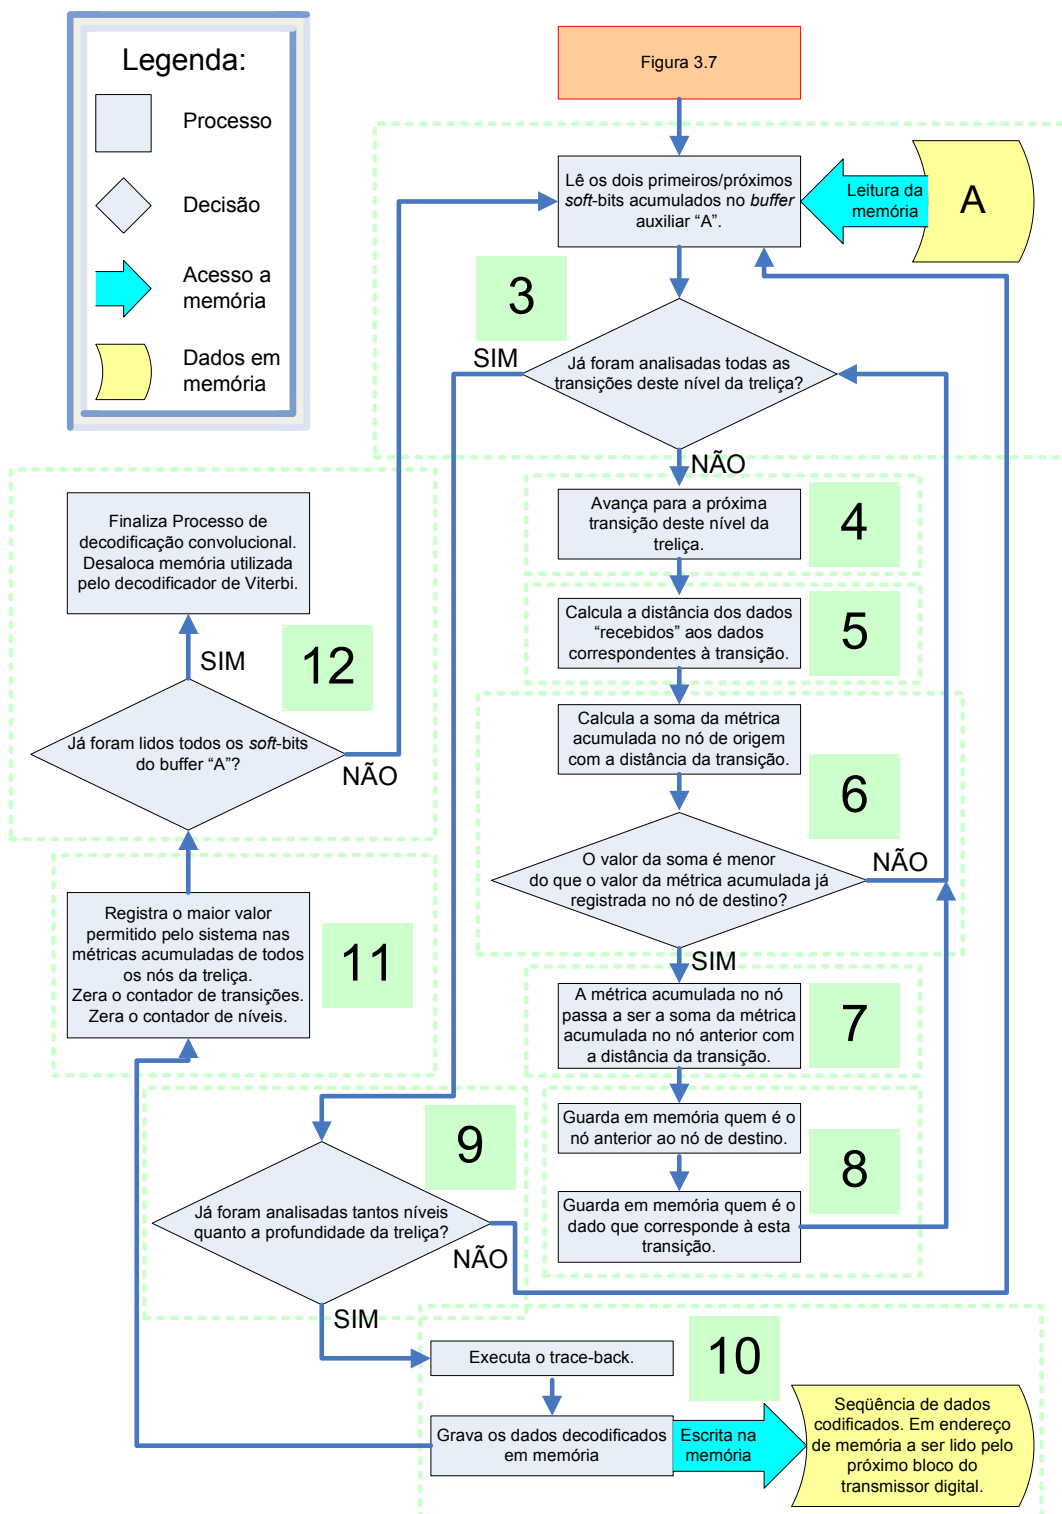 Legenda:
Processo
Decisão
Acesso a
memória
Dados em
memória
Figura 3.7
Lê os dois primeiros/próximos
soft-bits acumulados no buffer
auxiliar “A”.
Leitura da
memória
A
3
SIM
Já foram analisadas todas as
transições deste nível da treliça?
NÃO
Avança para a próxima
transição deste nível da
treliça.
4
Calcula a distância dos dados
“recebidos” aos dados
correspondentes à transição.
5
Calcula a soma da métrica
acumulada no nó de origem
com a distância da transição.
6
O valor da soma é menor
do que o valor da métrica acumulada já
registrada no nó de destino?
NÃO
SIM
A métrica acumulada no nó
passa a ser a soma da métrica
acumulada no nó anterior com
a distância da transição.
7
Guarda em memória quem é o
nó anterior ao nó de destino.
8
Guarda em memória quem é o
dado que corresponde à esta
transição.
9
Já foram analisadas tantos níveis
quanto a profundidade da treliça?
NÃO
SIM
Executa o trace-back.
10
Grava os dados decodificados
em memória
Escrita na
memória
Seqüência de dados
codificados. Em endereço
de memória a ser lido pelo
próximo bloco do
transmissor digital.
Registra o maior valor
permitido pelo sistema nas
métricas acumuladas de todos
os nós da treliça.
Zera o contador de transições.
Zera o contador de níveis.
11
Já foram lidos todos os soft-bits
do buffer “A”?
NÃO
SIM
12
Finaliza Processo de
decodificação convolucional.
Desaloca memória utilizada
pelo decodificador de Viterbi.